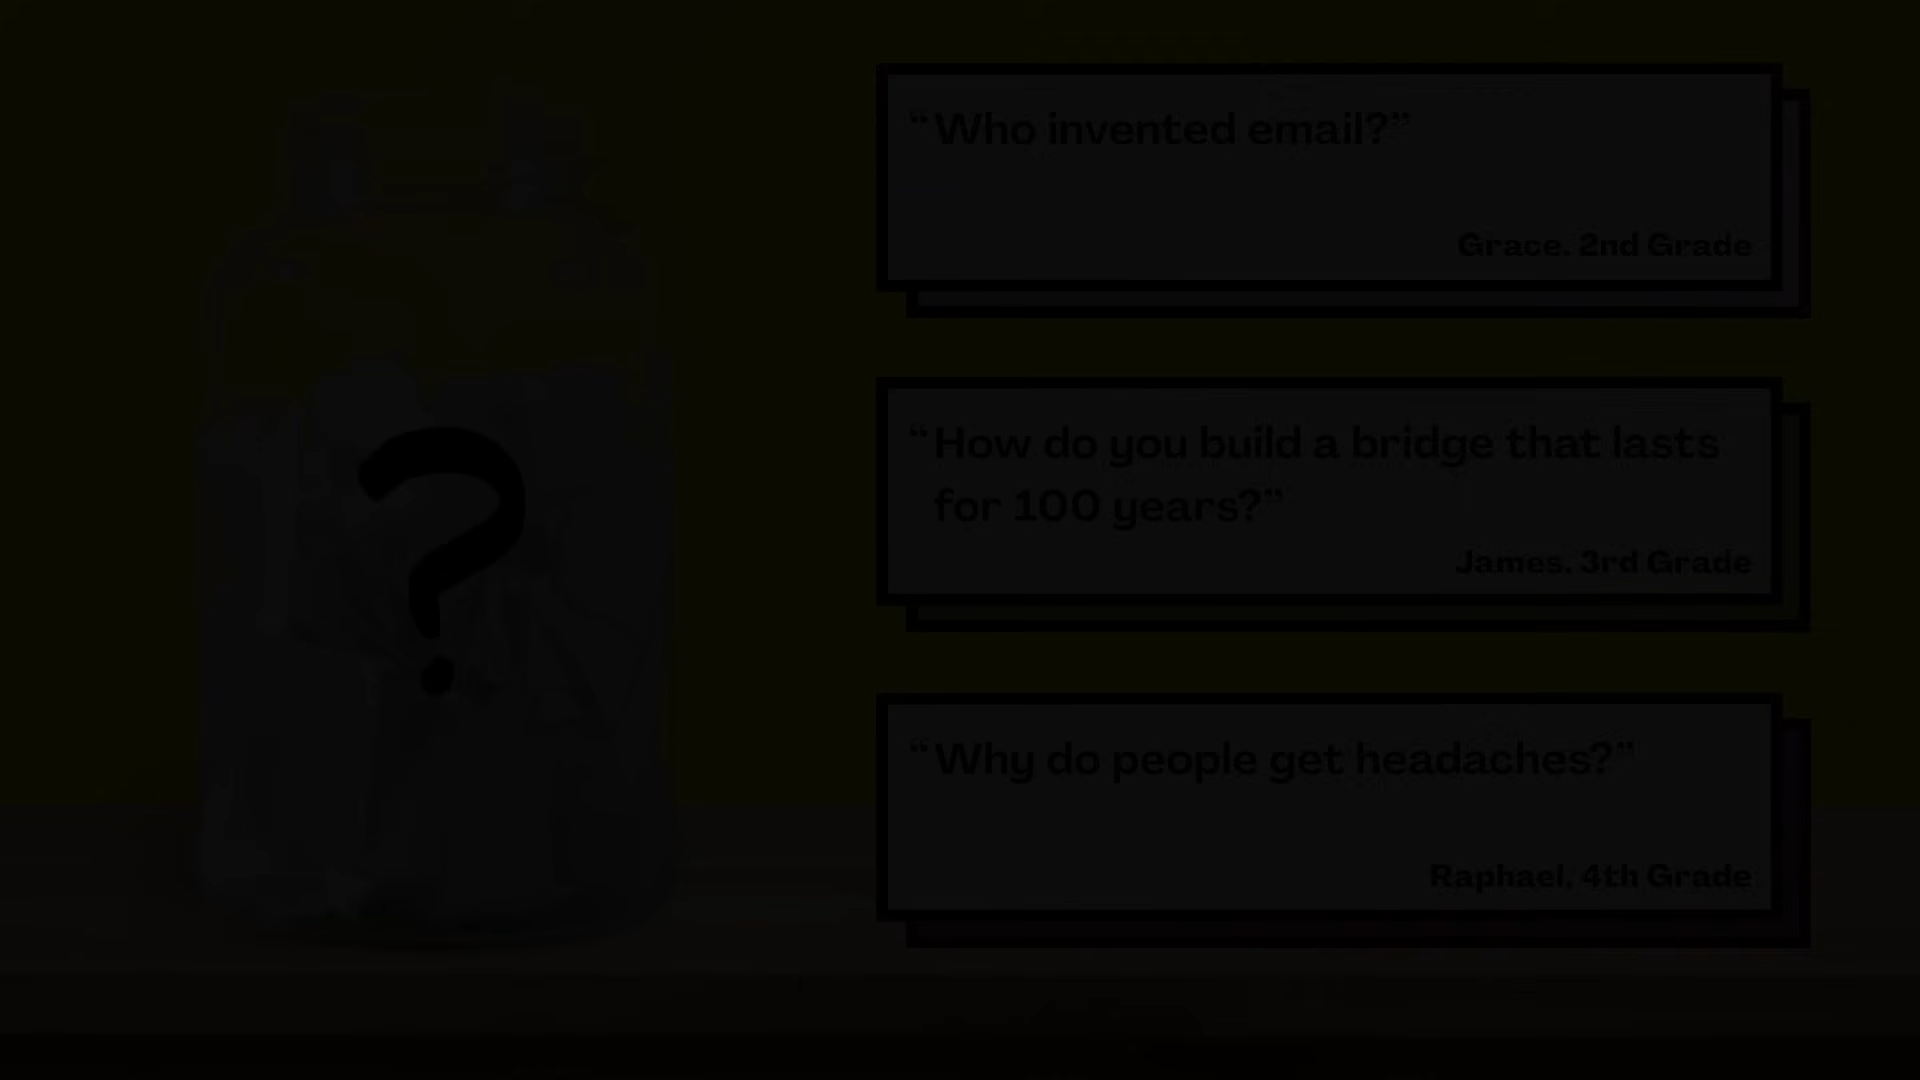 ?
“Who invented email?”
Grace. 2nd Grade
“How do you build a bridge that lasts
for 100 years?”
James. 3rd Grade
“Why do people get headaches?”
Raphael. 4th Grade